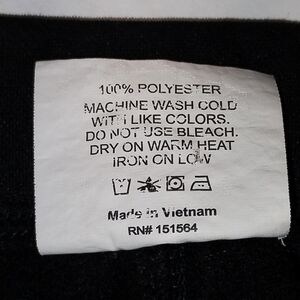 100% POLYESTER
MACHINE WASH COLD
WITH LIKE COLORS.
DO NOT USE BLEACH.
DRY ON WARM HEAT
IRON ON LOW
Made in Vietnam
RN# 151564